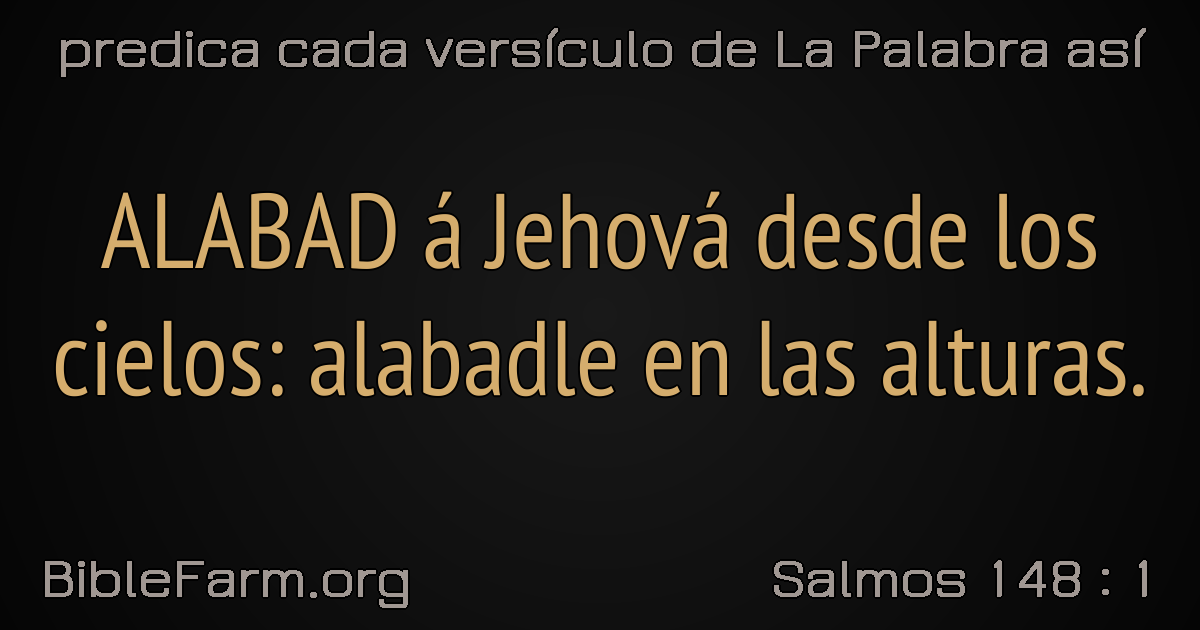 predica cada versículo de La Palabra así
ALABAD á Jehová desde los
cielos: alabadle en las alturas.
BibleFarm.org
Salmos 148 : 1